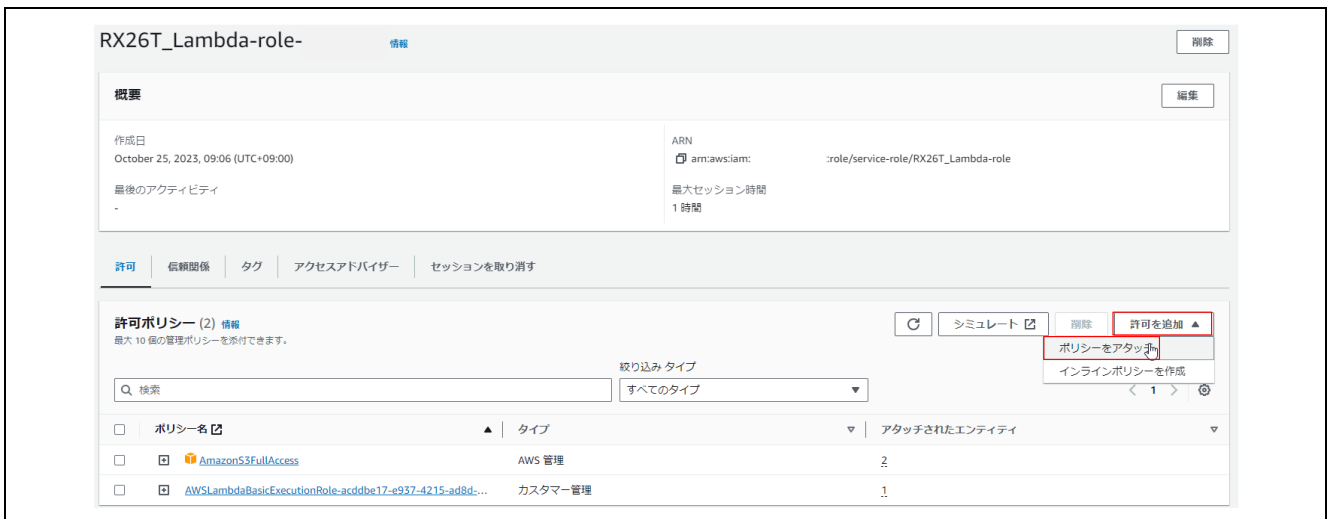 RX26T_Lambda-role- 情報 削除
概要 編集
作成日 ARN
October 25, 2023, 09:06 (UTC+09:00) arn:aws:iam: :role/service-role/RX26T_Lambda-role
最後のアクティビティ 最大セッション時間
- 1 時間
許可 信頼関係 タグ アクセスアドバイザー セッションを取り消す
許可ポリシー (2) 情報 シミュレート 削除 許可を追加
最大 10 個の管理ポリシーを添付できます。 ポリシーをアタッチ
絞り込み タイプ インラインポリシーを作成
検索 すべてのタイプ 1
ポリシー名 タイプ アタッチされたエンティティ
AmazonS3FullAccess AWS 管理 2
AWSLambdaBasicExecutionRole-acddbe17-e937-4215-ad8d-... カスタマー管理 1